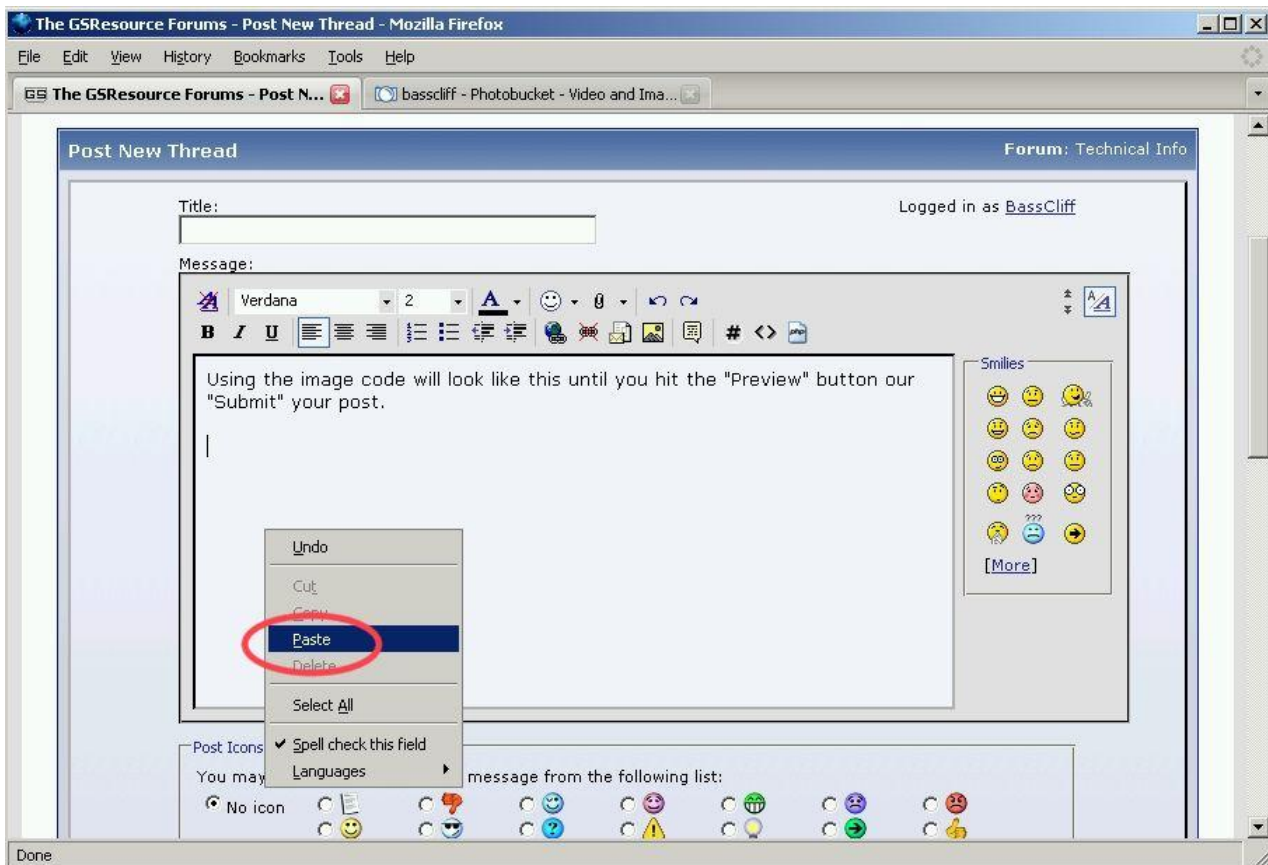 The GSResource Forums - Post New Thread - Mozilla Firefox
File Edit View History Bookmarks Tools Help
GS The GSResource Forums - Post N... basscliff - Photobucket - Video and Ima...
Post New Thread Forum: Technical Info
Title: Logged in as BassCliff
Message:
Verdana 2 A
B I U # <> php
Using the image code will look like this until you hit the "Preview" button our
"Submit" your post.
Smilies
???
[More]
Undo
Cut
Copy
Paste
Delete
Select All
Spell check this field
Languages
Post Icons
You may message from the following list:
No icon
Done